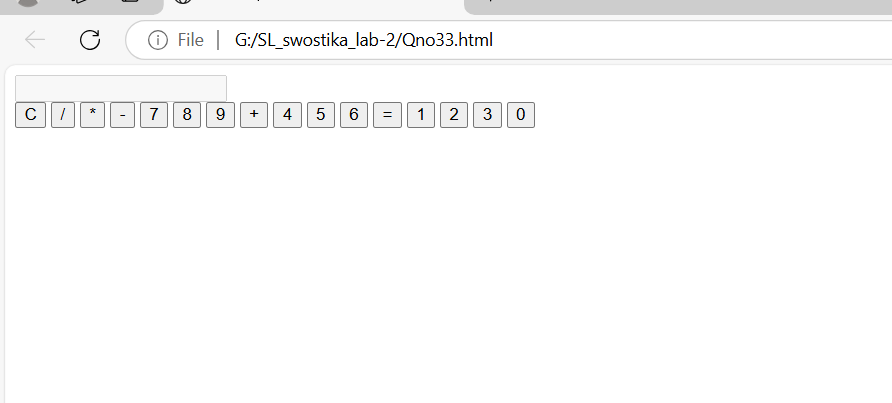 File | G:/SL_swostika_lab-2/Qno33.html
C / * - 7 8 9 + 4 5 6 = 1 2 3 0